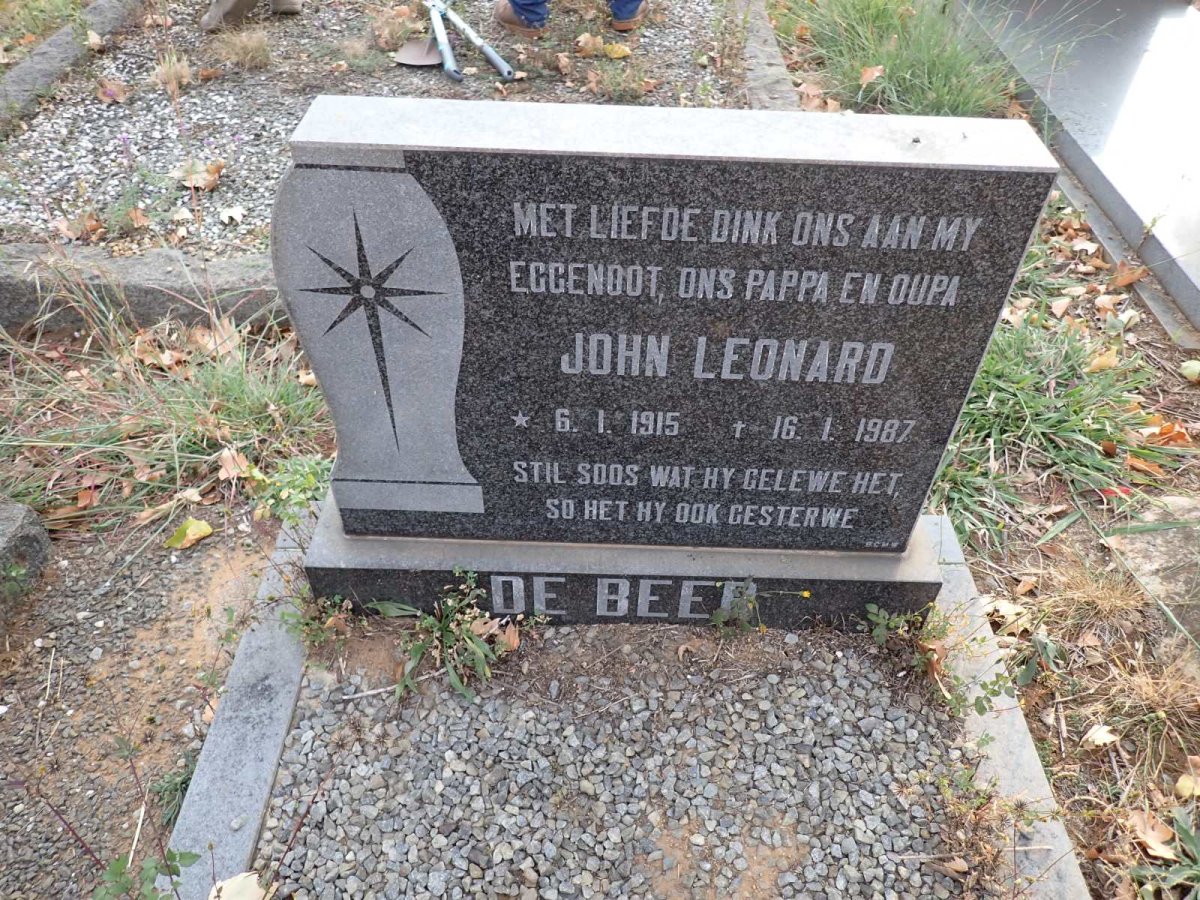 MET LIEFDE DINK ONS AAN MY
EGGENOOT, ONS PAPPA EN OUPA
JOHN LEONARD
* 6. 1. 1915 † 16. 1. 1987
STIL SOOS WAT HY GELEWE HET,
SO HET HY OOK GESTERWE
DE BEER